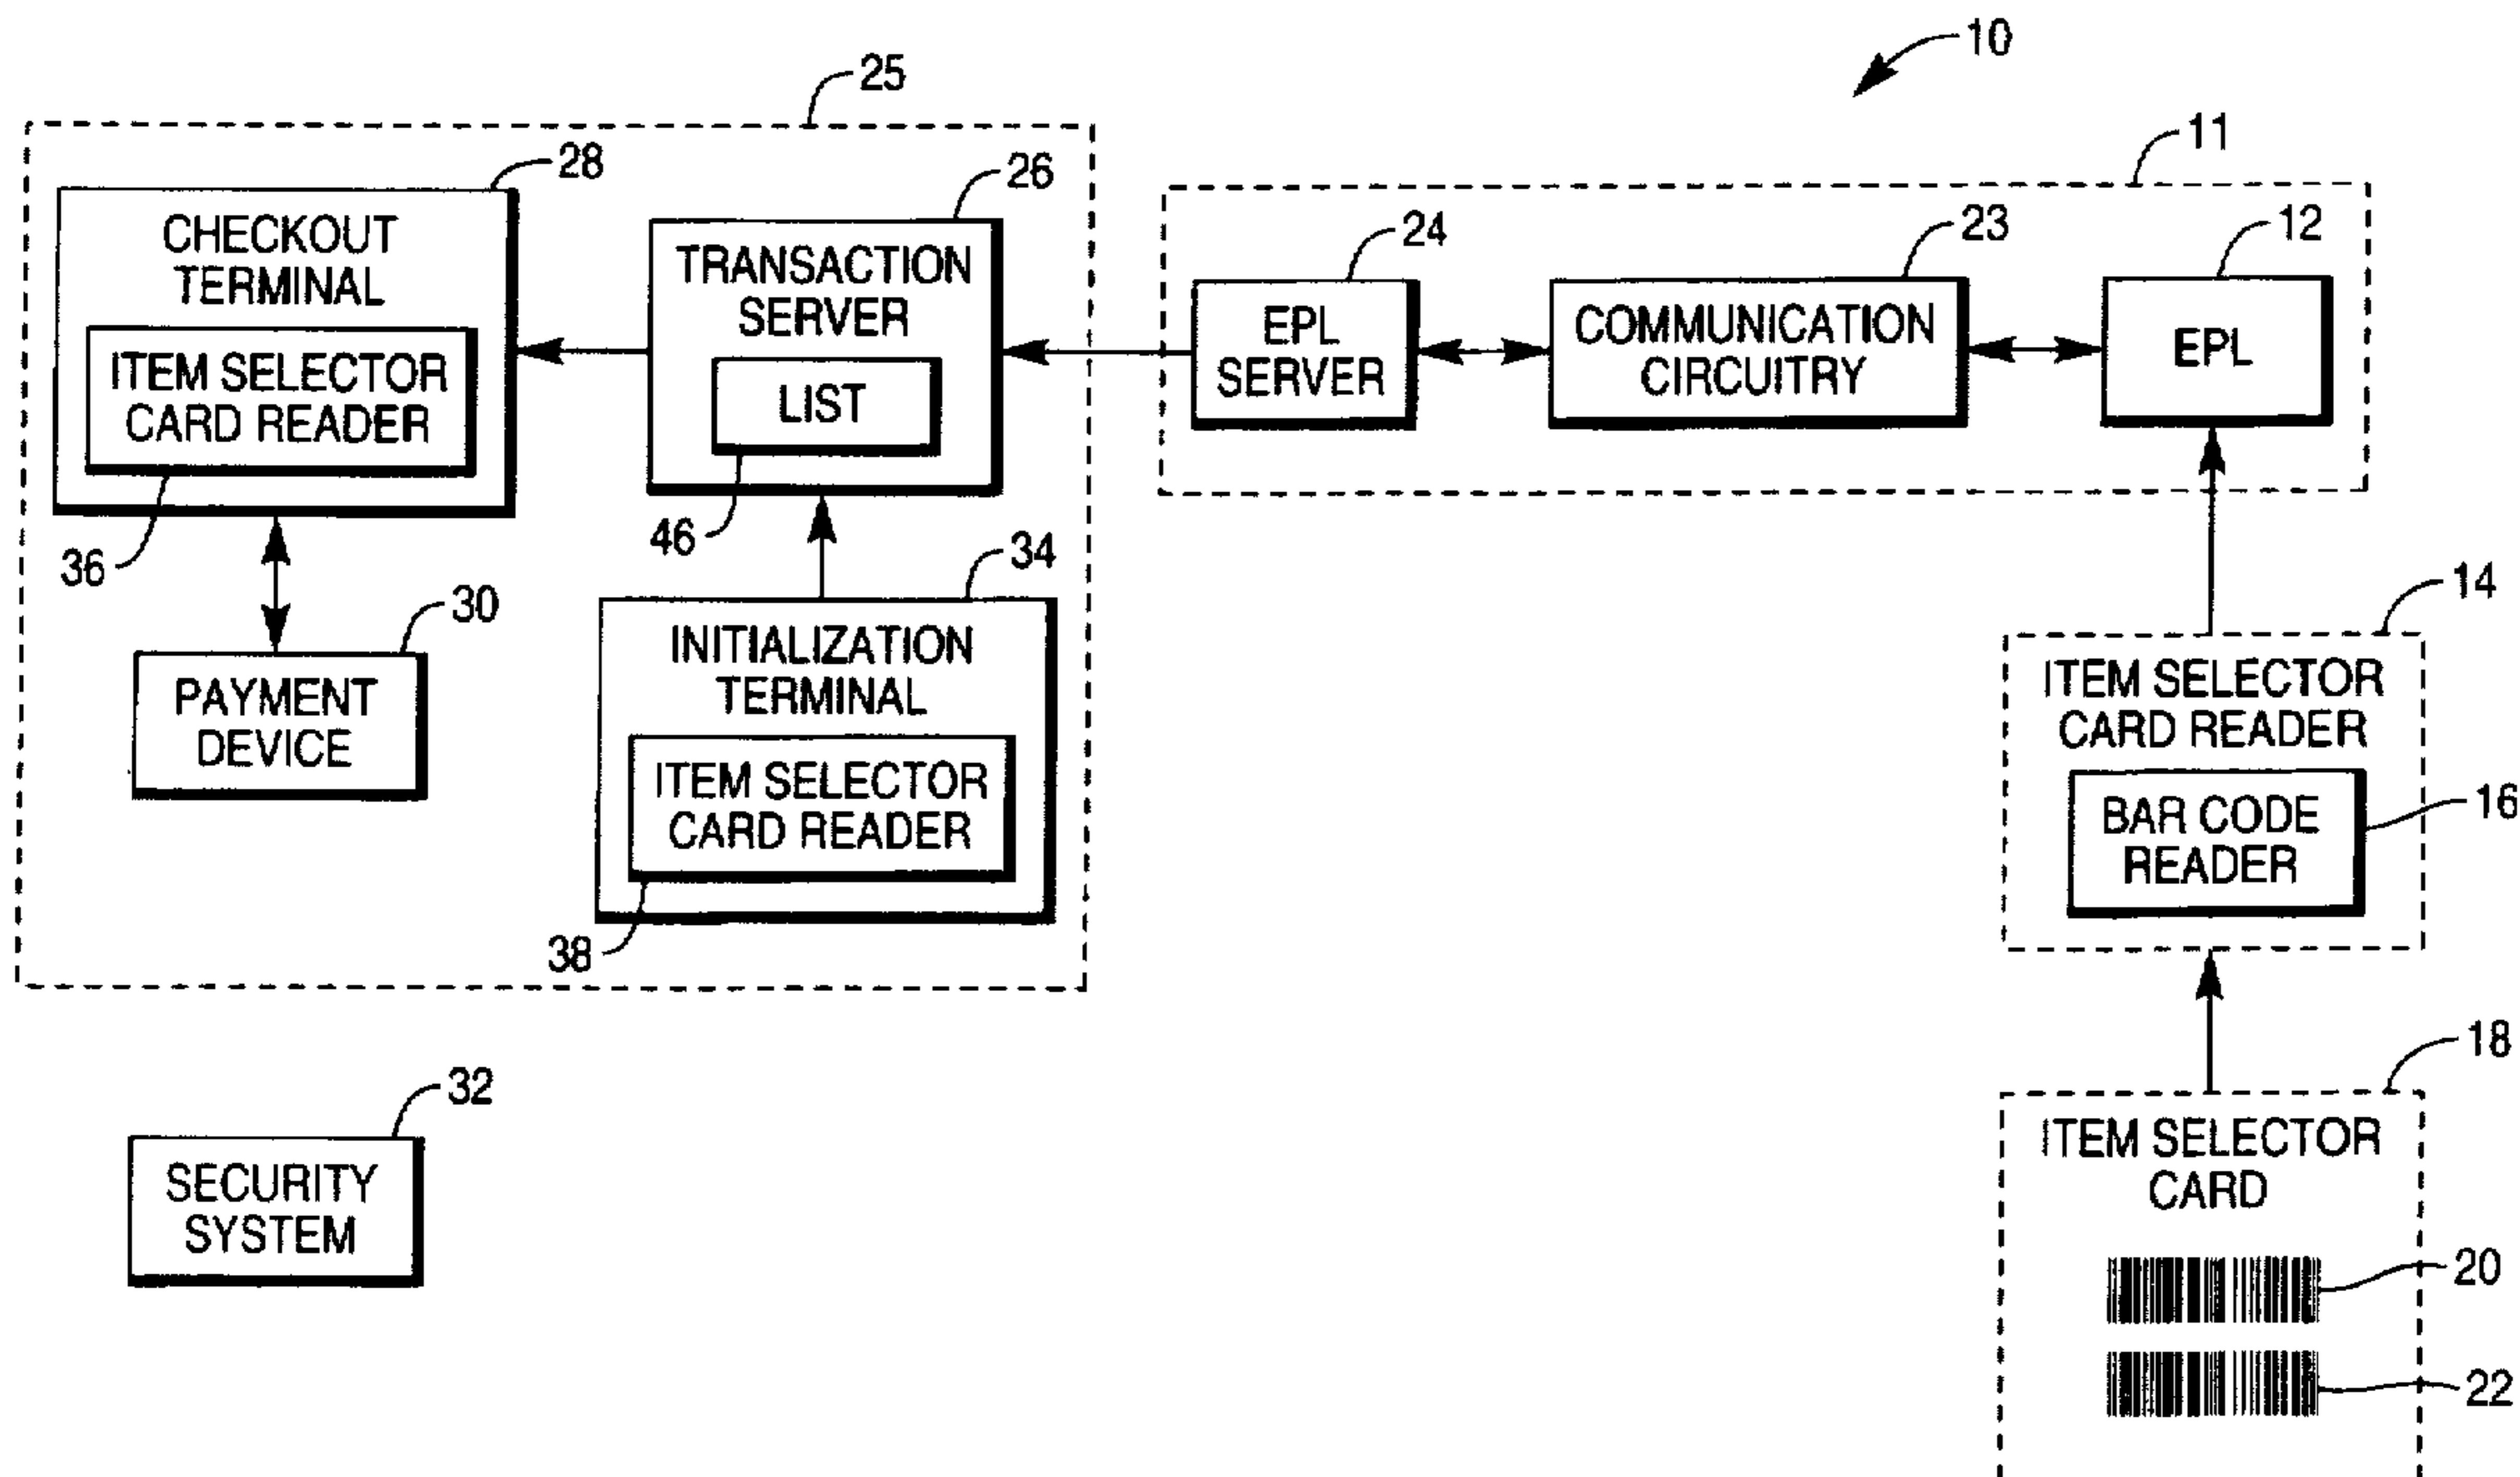 10
25
11
28
26
CHECKOUT
TERMINAL
ITEM SELECTOR
CARD READER
36
TRANSACTION
SERVER
LIST
46
24
EPL
SERVER
23
COMMUNICATION
CIRCUITRY
12
EPL
30
PAYMENT
DEVICE
34
INITIALIZATION
TERMINAL
ITEM SELECTOR
CARD READER
38
14
ITEM SELECTOR
CARD READER
BAR CODE
READER
16
32
SECURITY
SYSTEM
18
ITEM SELECTOR
CARD
20
22